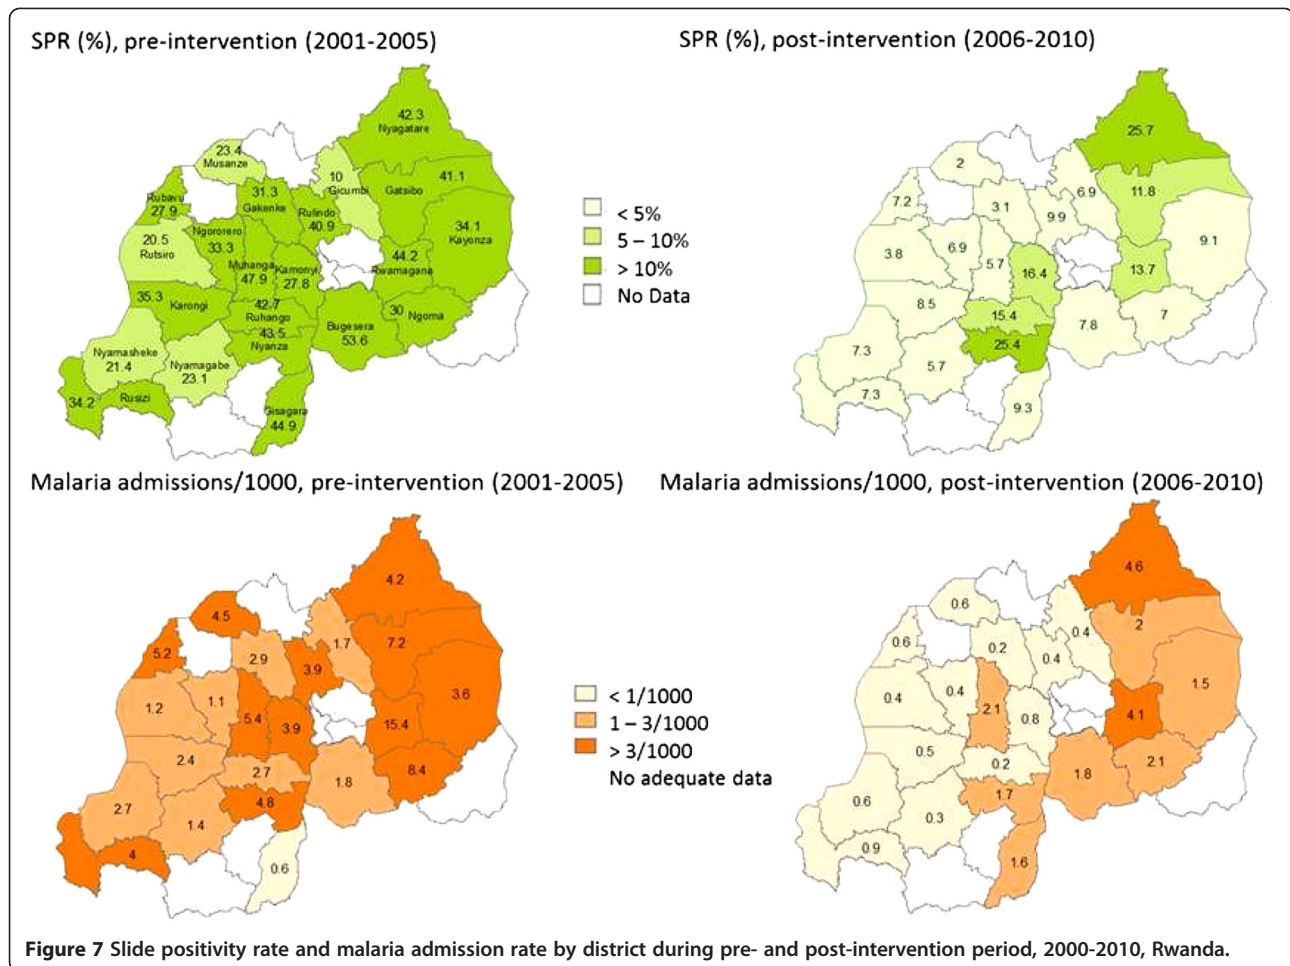 SPR (%), pre-intervention (2001-2005)
SPR (%), post-intervention (2006-2010)
42.3
Nyagatare
23.4
Musanze
10
Gicumbi
41.1
Gatsibo
Rubavu
27.9
31.3
Gakenke
Rulindo
40.9
34.1
Kayonza
20.5
Rutsiro
Ngororero
33.3
44.2
Rwamagana
Muhanga
47.9
Kamonyi
27.8
35.3
Karongi
42.7
Ruhango
30
Ngoma
43.5
Nyanza
Bugesera
53.6
Nyamasheke
21.4
Nyamagabe
23.1
34.2
Rusizi
Gisagara
44.9
< 5%
5 – 10%
> 10%
No Data
25.7
2
6.9
11.8
7.2
3.1
9.9
9.1
3.8
6.9
5.7
16.4
13.7
8.5
15.4
7.8
7
25.4
7.3
5.7
7.3
9.3
Malaria admissions/1000, pre-intervention (2001-2005)
Malaria admissions/1000, post-intervention (2006-2010)
4.2
4.5
1.7
7.2
5.2
2.9
3.9
3.6
1.2
1.1
5.4
3.9
15.4
2.4
2.7
1.8
8.4
4.8
2.7
1.4
4
0.6
< 1/1000
1 – 3/1000
> 3/1000
No adequate data
4.6
0.6
0.4
2
0.6
0.2
0.4
1.5
0.4
0.4
2.1
0.8
4.1
0.5
0.2
1.8
2.1
1.7
0.6
0.3
0.9
1.6
Figure 7 Slide positivity rate and malaria admission rate by district during pre- and post-intervention period, 2000-2010, Rwanda.